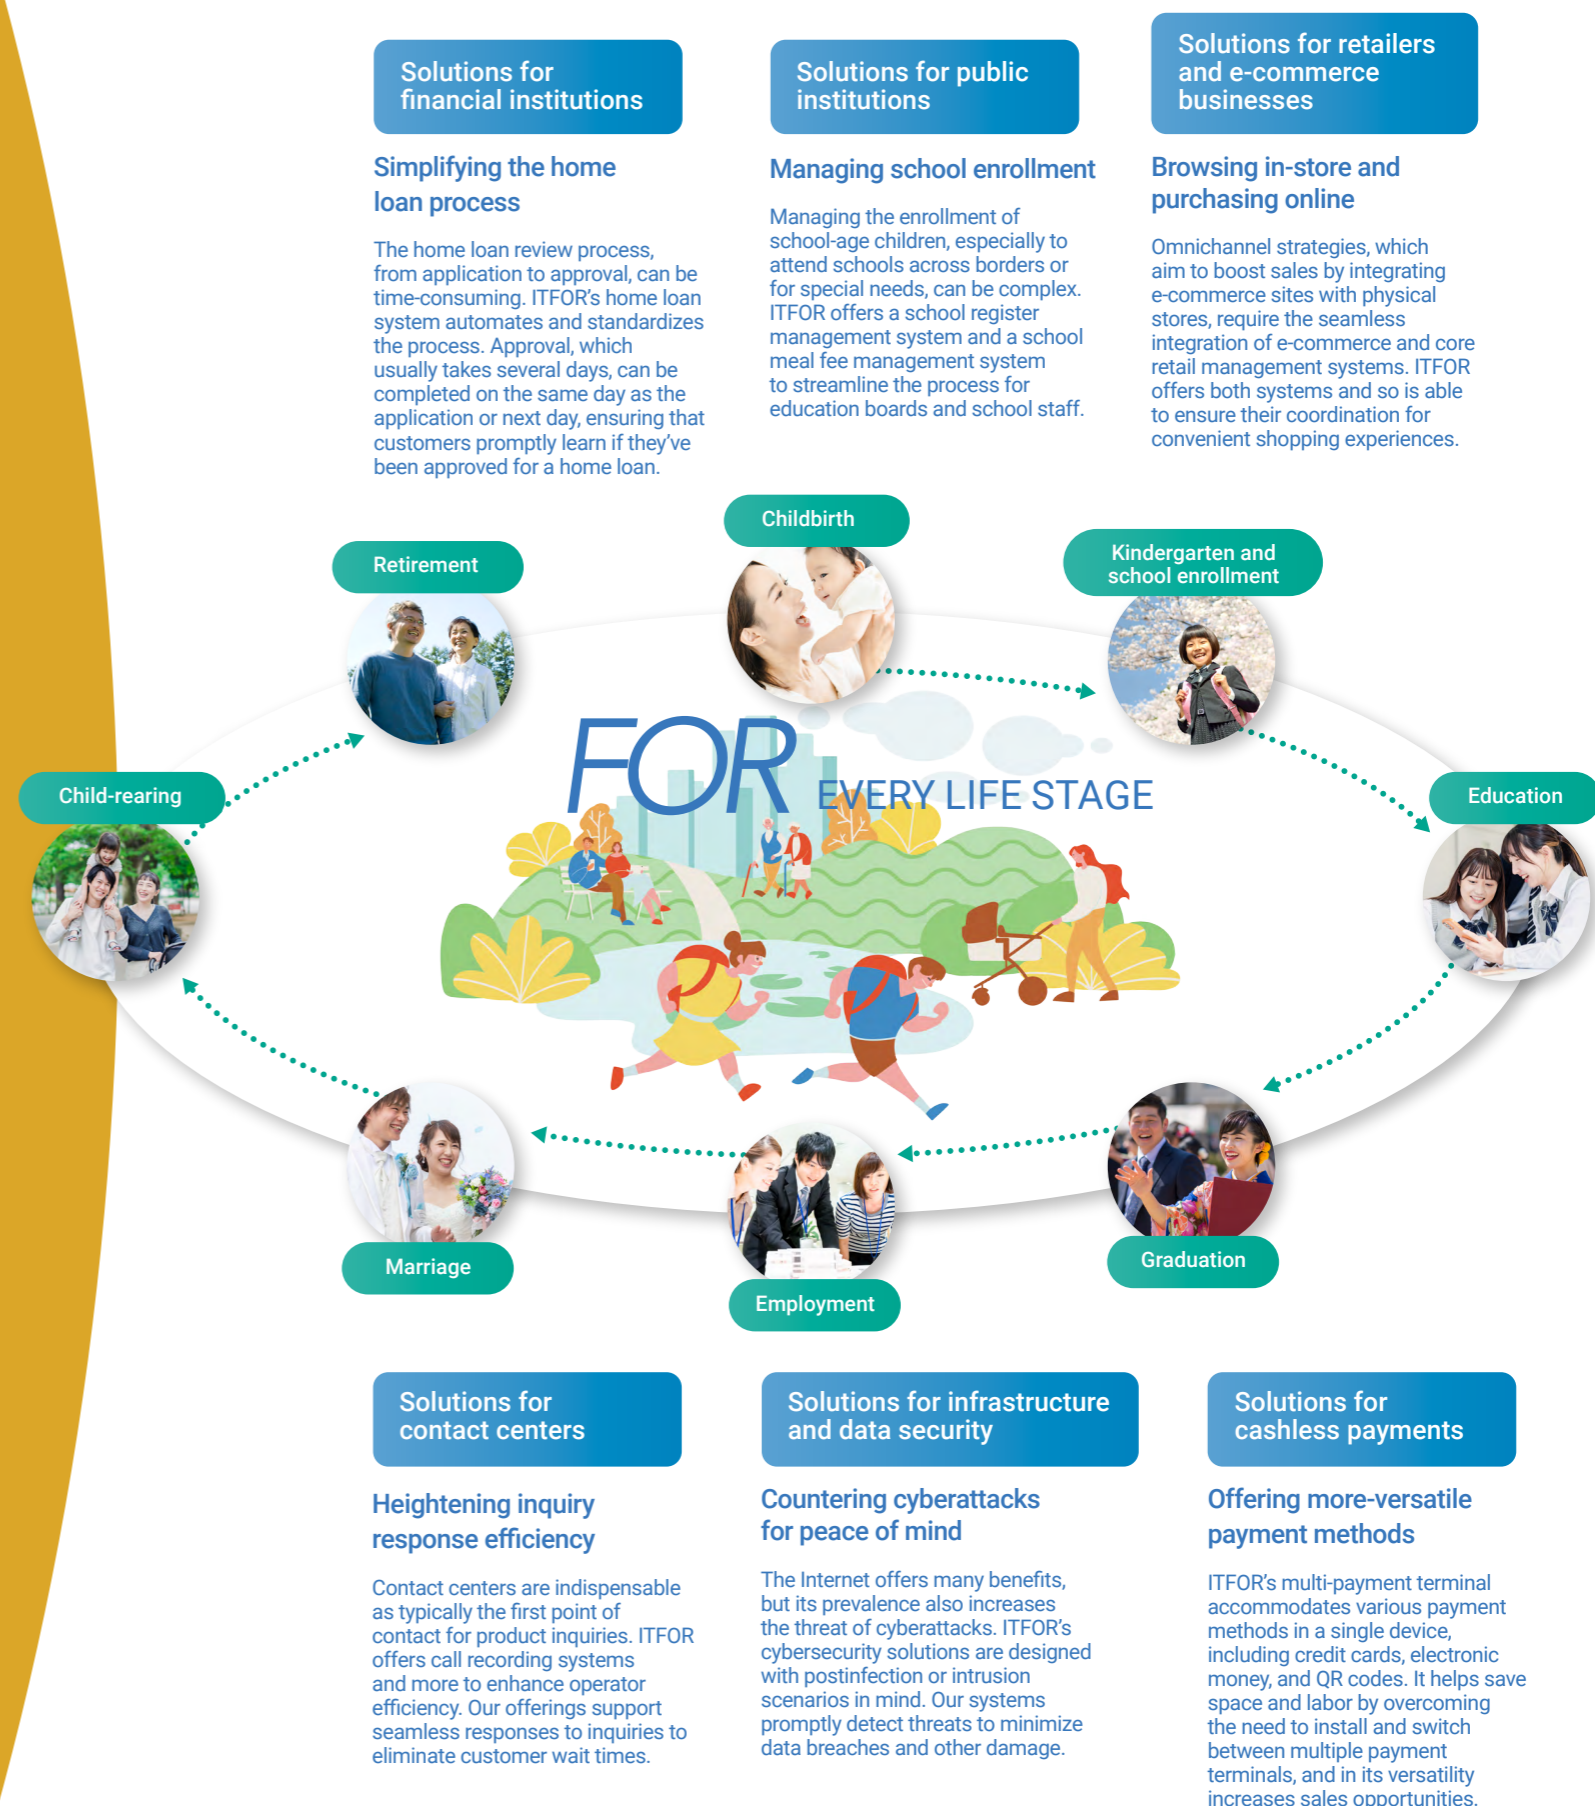 Solutions for
financial institutions
Simplifying the home
loan process
The home loan review process,
from application to approval, can be
time-consuming. ITFOR's home loan
system automates and standardizes
the process. Approval, which
usually takes several days, can be
completed on the same day as the
application or next day, ensuring that
customers promptly learn if they've
been approved for a home loan.
Solutions for public
institutions
Managing school enrollment
Managing the enrollment of
school-age children, especially to
attend schools across borders or
for special needs, can be complex.
ITFOR offers a school register
management system and a school
meal fee management system
to streamline the process for
education boards and school staff.
Solutions for retailers
and e-commerce
businesses
Browsing in-store and
purchasing online
Omnichannel strategies, which
aim to boost sales by integrating
e-commerce sites with physical
stores, require the seamless
integration of e-commerce and core
retail management systems. ITFOR
offers both systems and so is able
to ensure their coordination for
convenient shopping experiences.
Childbirth
Kindergarten and
school enrollment
Retirement
FOR EVERY LIFE STAGE
Child-rearing
Education
Marriage
Employment
Graduation
Solutions for
contact centers
Heightening inquiry
response efficiency
Contact centers are indispensable
as typically the first point of
contact for product inquiries. ITFOR
offers call recording systems
and more to enhance operator
efficiency. Our offerings support
seamless responses to inquiries to
eliminate customer wait times.
Solutions for infrastructure
and data security
Countering cyberattacks
for peace of mind
The Internet offers many benefits,
but its prevalence also increases
the threat of cyberattacks. ITFOR's
cybersecurity solutions are designed
with postinfection or intrusion
scenarios in mind. Our systems
promptly detect threats to minimize
data breaches and other damage.
Solutions for
cashless payments
Offering more-versatile
payment methods
ITFOR's multi-payment terminal
accommodates various payment
methods in a single device,
including credit cards, electronic
money, and QR codes. It helps save
space and labor by overcoming
the need to install and switch
between multiple payment
terminals, and in its versatility
increases sales opportunities.